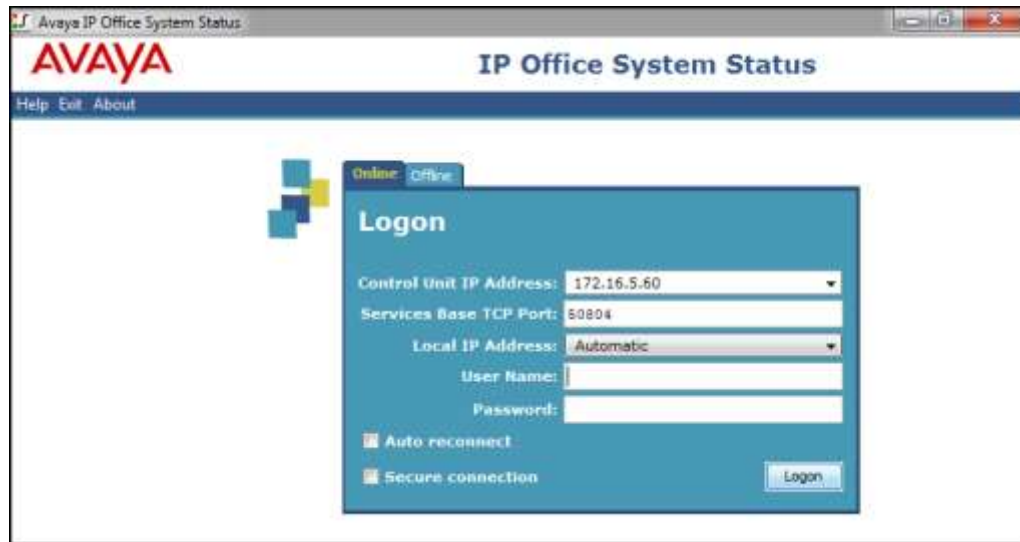 Avaya IP Office System Status
AVAYA
IP Office System Status
Help Exit About
Online Offline
Logon
Control Unit IP Address: 172.16.5.60
Services Base TCP Port: 50804
Local IP Address: Automatic
User Name:
Password:
Auto reconnect
Secure connection
Logon